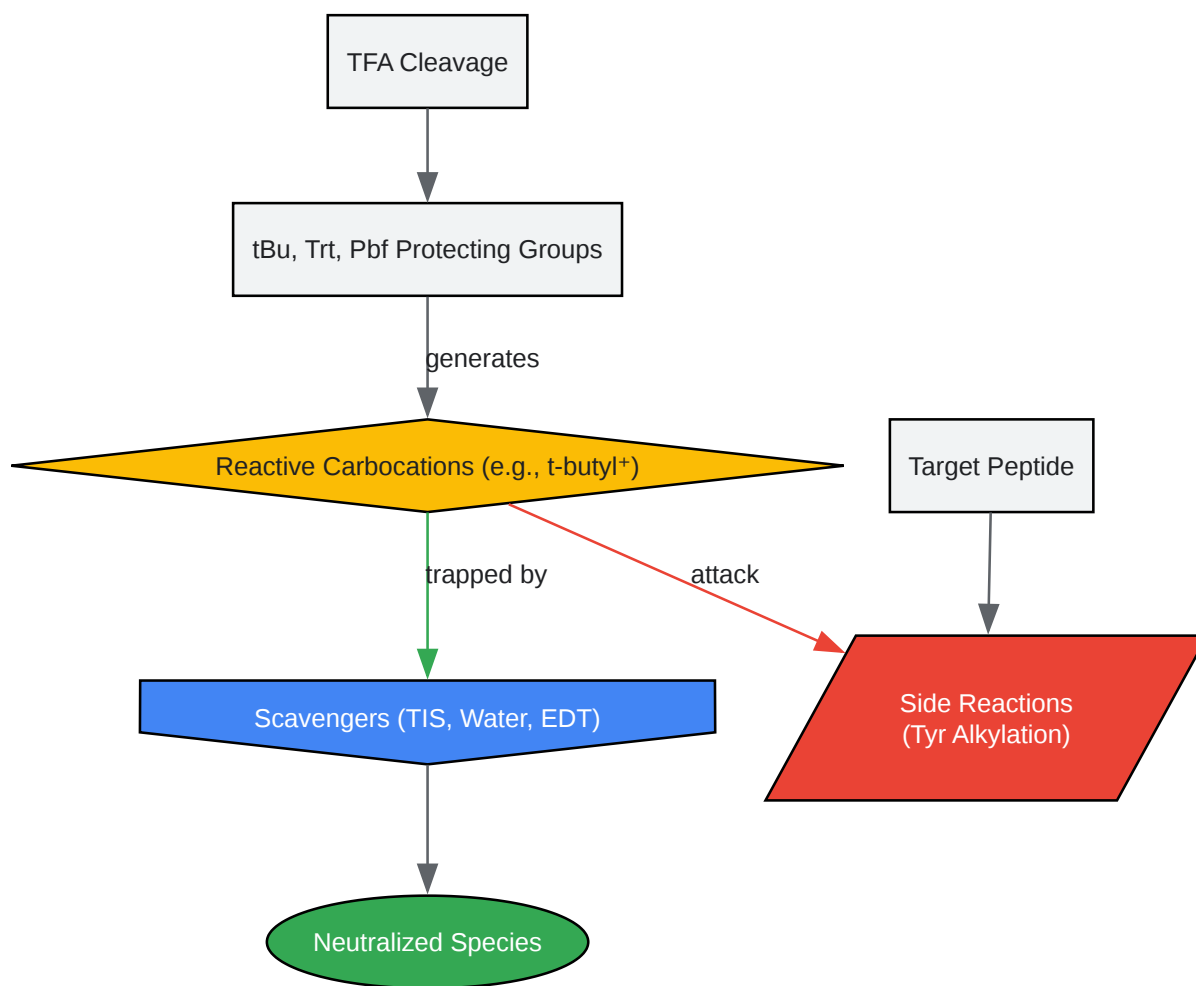 TFA Cleavage
tBu, Trt, Pbf Protecting Groups
generates
Reactive Carbocations (e.g., t-butyl⁺)
Target Peptide
trapped by
attack
Scavengers (TIS, Water, EDT)
Side Reactions
(Tyr Alkylation)
Neutralized Species